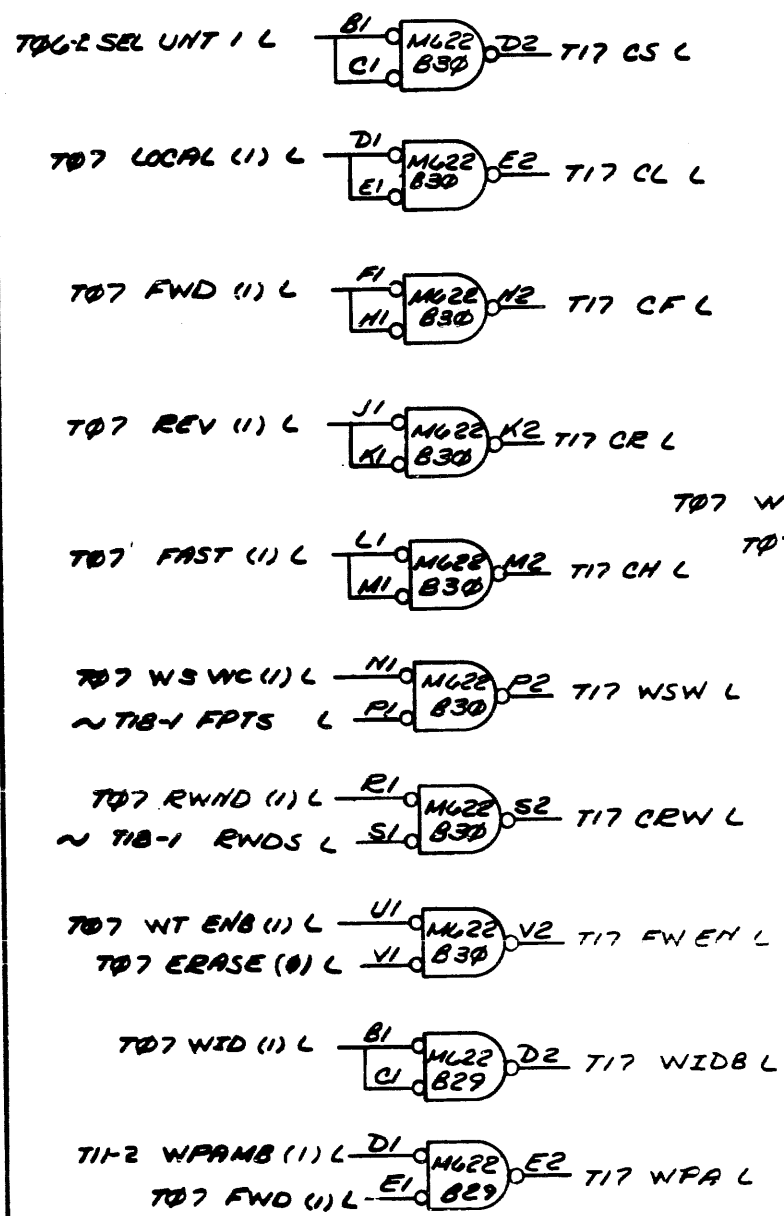 TØ6-2 SEL UNT 1 L B1 C1 M622 B3Ø D2 T17 CS L
TØ7 LOCAL (1) L D1 E1 M622 B3Ø E2 T17 CL L
TØ7 FWD (1) L F1 H1 M622 B3Ø H2 T17 CF L
TØ7 REV (1) L J1 K1 M622 B3Ø K2 T17 CR L
TØ7 W
TØ7
TØ7 FAST (1) L L1 M1 M622 B3Ø M2 T17 CH L
TØ7 WS WC (1) L N1 M622 B3Ø P2 T17 WSW L
~ T18-1 FPTS L P1
TØ7 RWND (1) L R1 M622 B3Ø S2 T17 CRW L
~ T18-1 RWDS L S1
TØ7 WT ENB (1) L U1 M622 B3Ø V2 T17 FWEN L
TØ7 ERASE (Ø) L V1
TØ7 WID (1) L B1 C1 M622 B29 D2 T17 WIDB L
T11-2 WPAMB (1) L D1 M622 B29 E2 T17 WPA L
TØ7 FWD (1) L E1